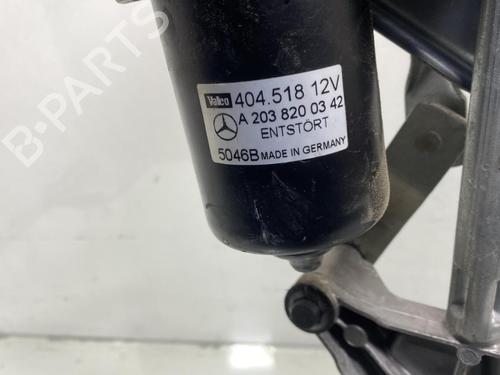 Valeo 404.518 12V
A 203 820 03 42
ENTSTÖRT
5046B MADE IN GERMANY
B-PARTS